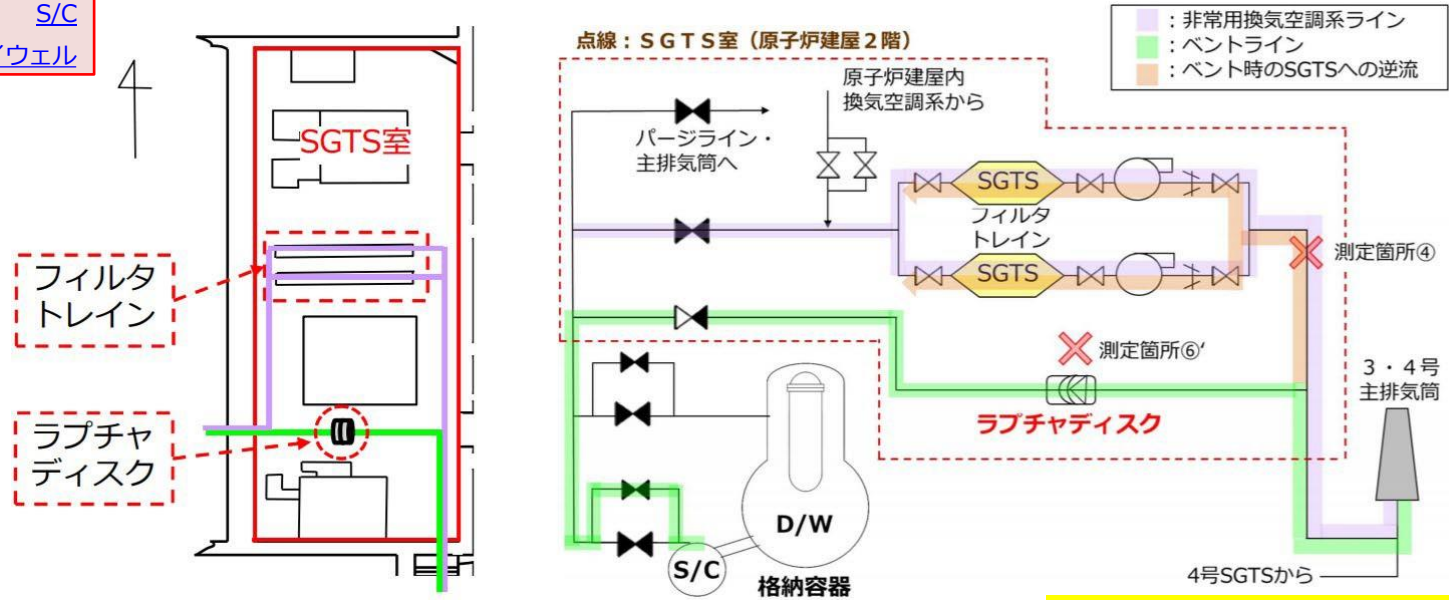 S/C
イウェル
SGTS室
フィルタ
トレイン
ラプチャ
ディスク
点線：ＳＧＴＳ室（原子炉建屋２階）
：非常用換気空調系ライン
：ベントライン
：ベント時のSGTSへの逆流
原子炉建屋内
換気空調系から
パージライン・
主排気筒へ
SGTS
フィルタ
トレイン
SGTS
測定箇所④
測定箇所⑥‘
ラプチャディスク
3・4号
主排気筒
D/W
S/C
格納容器
4号SGTSから